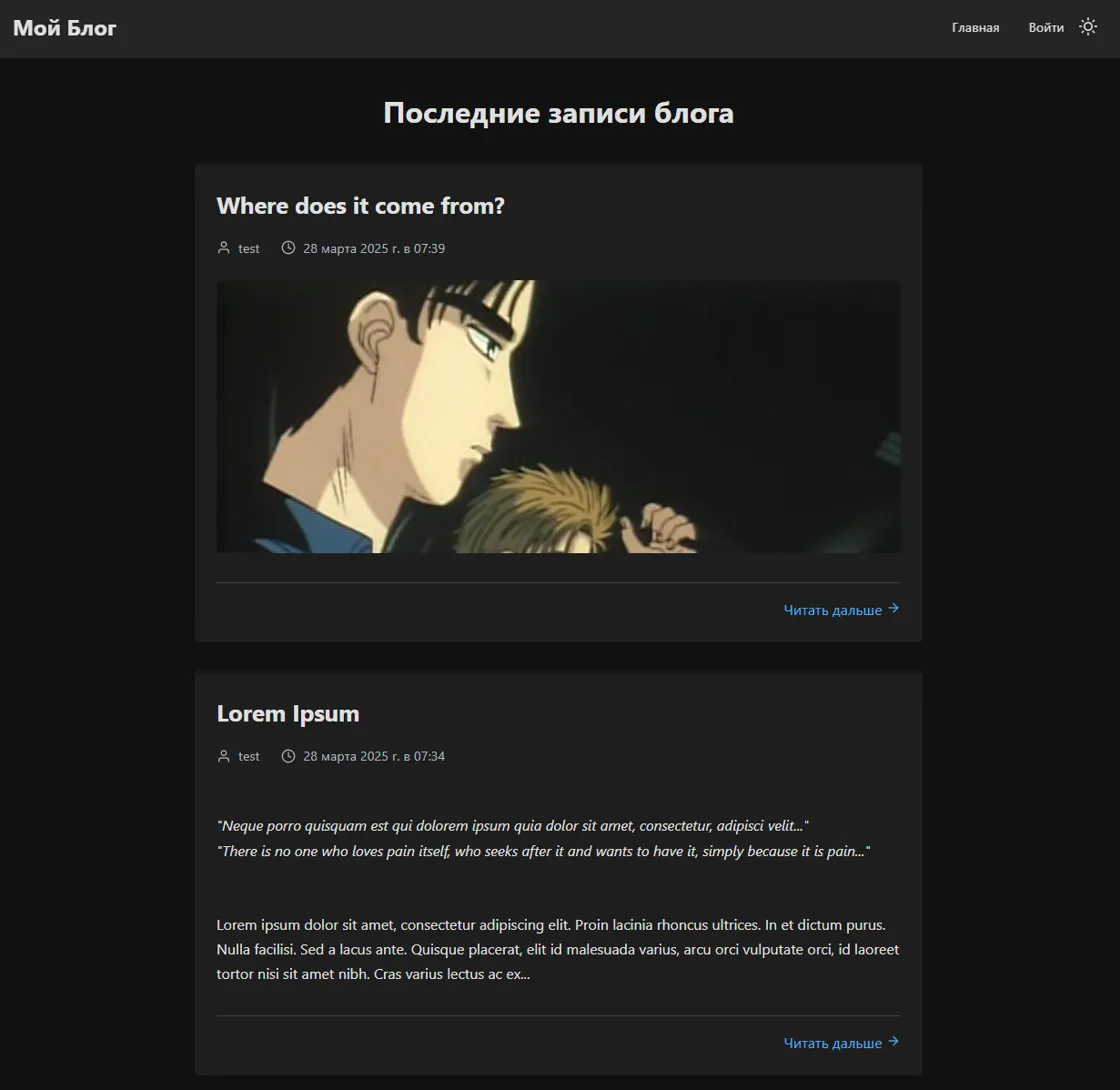 Мой Блог
Главная
Войти
Последние записи блога
Where does it come from?
test 28 марта 2025 г. в 07:39
Читать дальше →
Lorem Ipsum
test 28 марта 2025 г. в 07:34
"Neque porro quisquam est qui dolorem ipsum quia dolor sit amet, consectetur, adipisci velit..."
"There is no one who loves pain itself, who seeks after it and wants to have it, simply because it is pain..."
Lorem ipsum dolor sit amet, consectetur adipiscing elit. Proin lacinia rhoncus ultrices. In et dictum purus.
Nulla facilisi. Sed a lacus ante. Quisque placerat, elit id malesuada varius, arcu orci vulputate orci, id laoreet
tortor nisi sit amet nibh. Cras varius lectus ac ex...
Читать дальше →